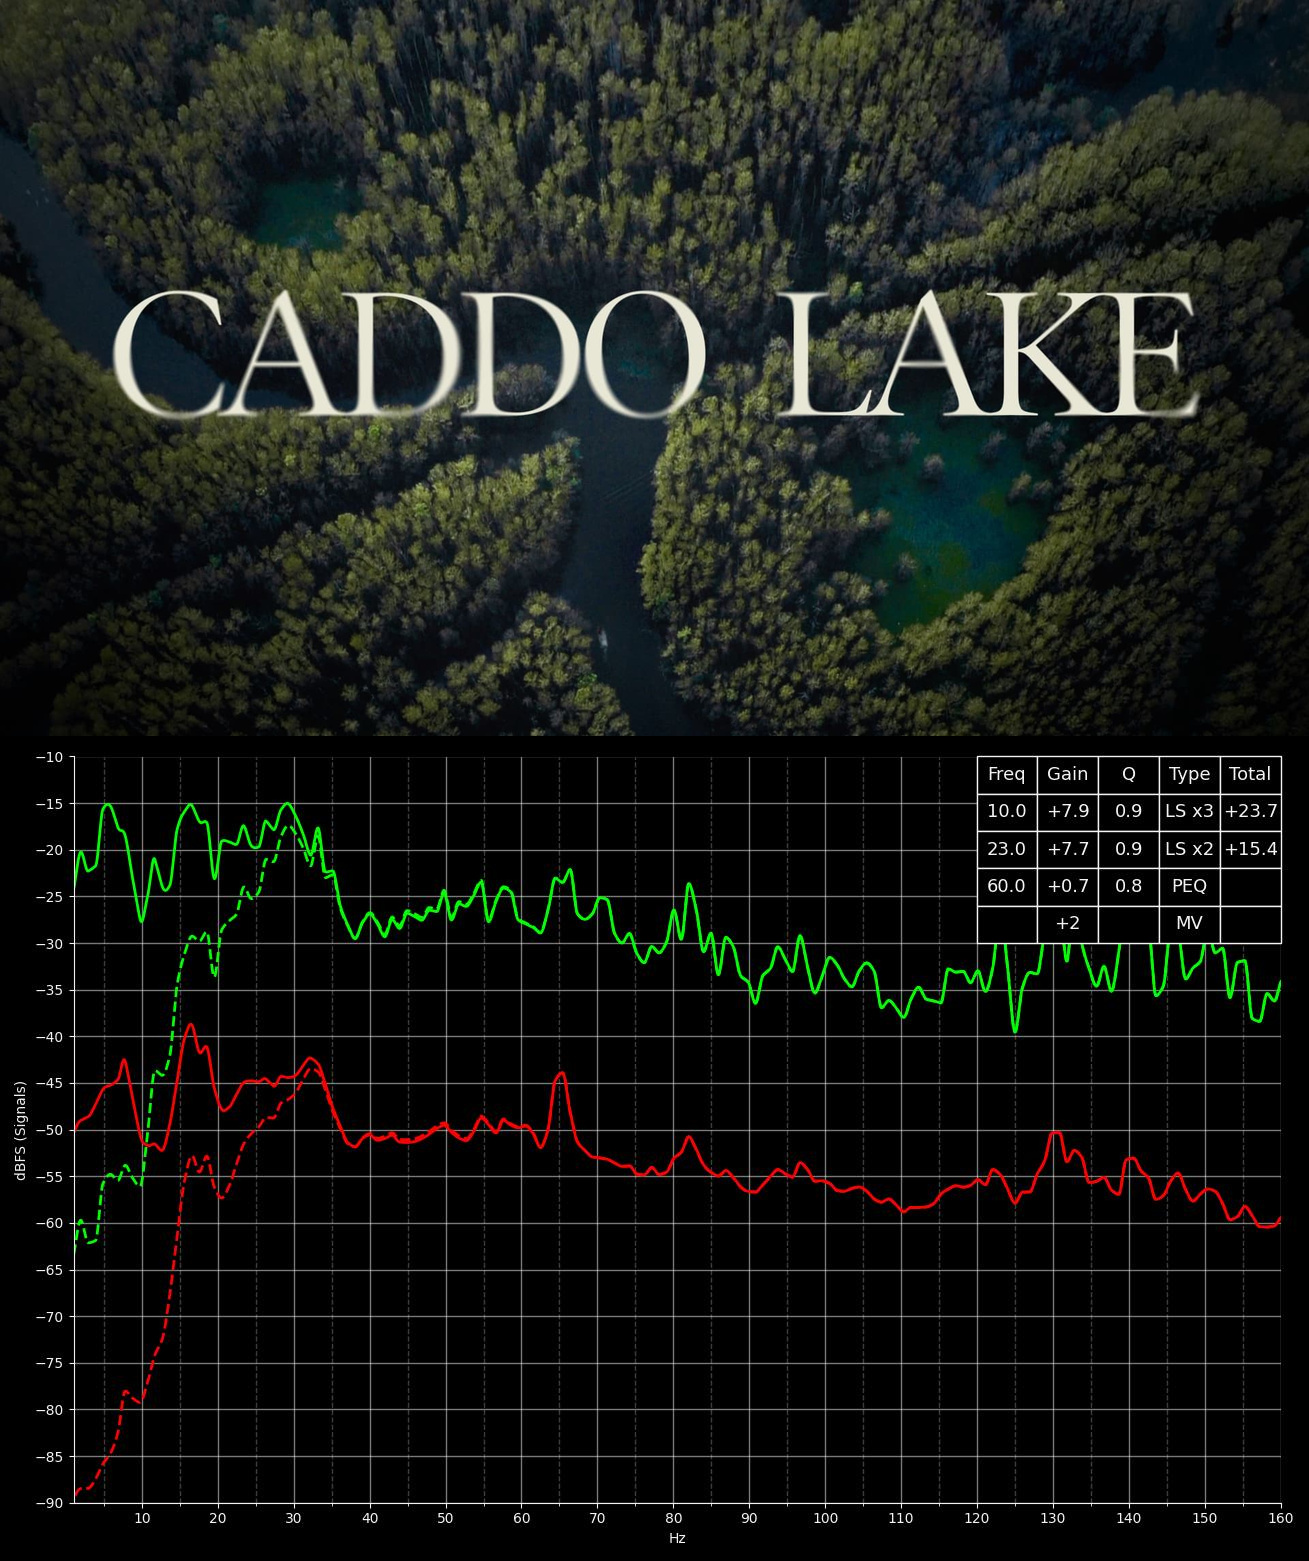 CADDO LAKE
Freq Gain Q Type Total
10.0 +7.9 0.9 LS x3 +23.7
23.0 +7.7 0.9 LS x2 +15.4
60.0 +0.7 0.8 PEQ
+2 MV
−10
−15
−20
−25
−30
−35
−40
−45
−50
−55
−60
−65
−70
−75
−80
−85
−90
dBFS (Signals)
10 20 30 40 50 60 70 80 90 100 110 120 130 140 150 160
Hz